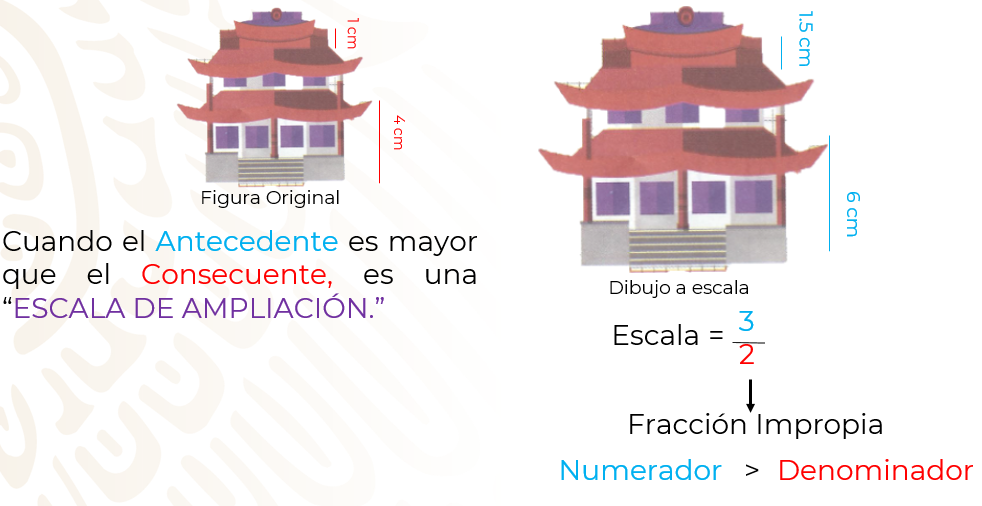 1 cm
4 cm
Figura Original
Cuando el Antecedente es mayor
que el Consecuente, es una
“ESCALA DE AMPLIACIÓN.”
1.5 cm
6 cm
Dibujo a escala
Escala = 3
2
Fracción Impropia
Numerador > Denominador